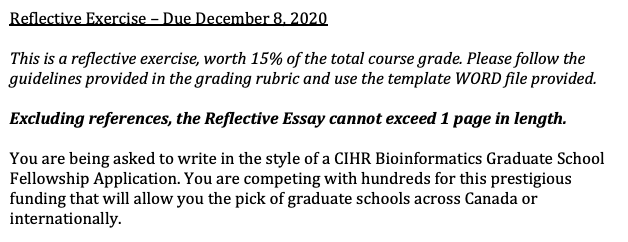 Reflective Exercise – Due December 8, 2020
This is a reflective exercise, worth 15% of the total course grade. Please follow the
guidelines provided in the grading rubric and use the template WORD file provided.
Excluding references, the Reflective Essay cannot exceed 1 page in length.
You are being asked to write in the style of a CIHR Bioinformatics Graduate School
Fellowship Application. You are competing with hundreds for this prestigious
funding that will allow you the pick of graduate schools across Canada or
internationally.